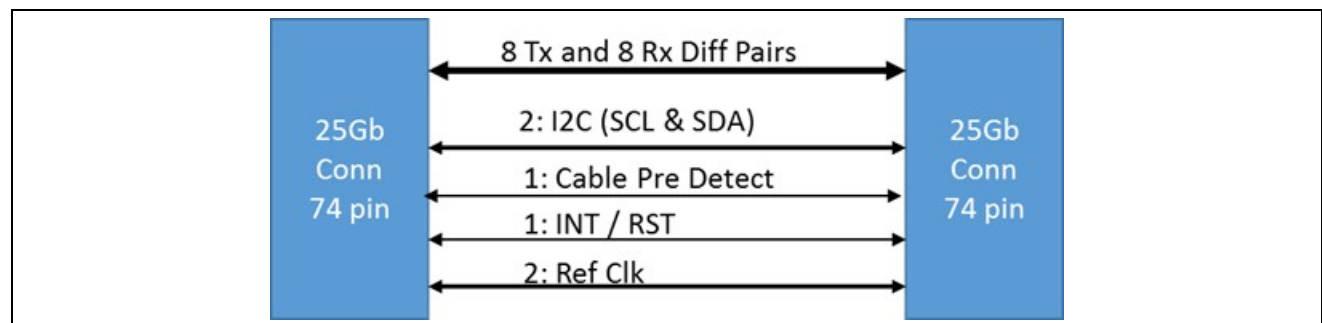 8 Tx and 8 Rx Diff Pairs
25Gb
Conn
74 pin
2: I2C (SCL & SDA)
1: Cable Pre Detect
1: INT / RST
2: Ref Clk
25Gb
Conn
74 pin